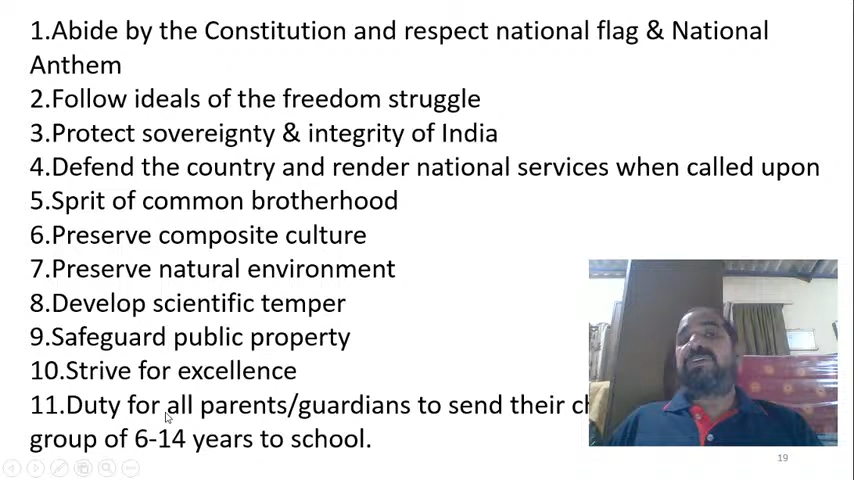 1.Abide by the Constitution and respect national flag & National
Anthem
2.Follow ideals of the freedom struggle
3.Protect sovereignty & integrity of India
4.Defend the country and render national services when called upon
5.Sprit of common brotherhood
6.Preserve composite culture
7.Preserve natural environment
8.Develop scientific temper
9.Safeguard public property
10.Strive for excellence
11.Duty for all parents/guardians to send their
group of 6-14 years to school.
19